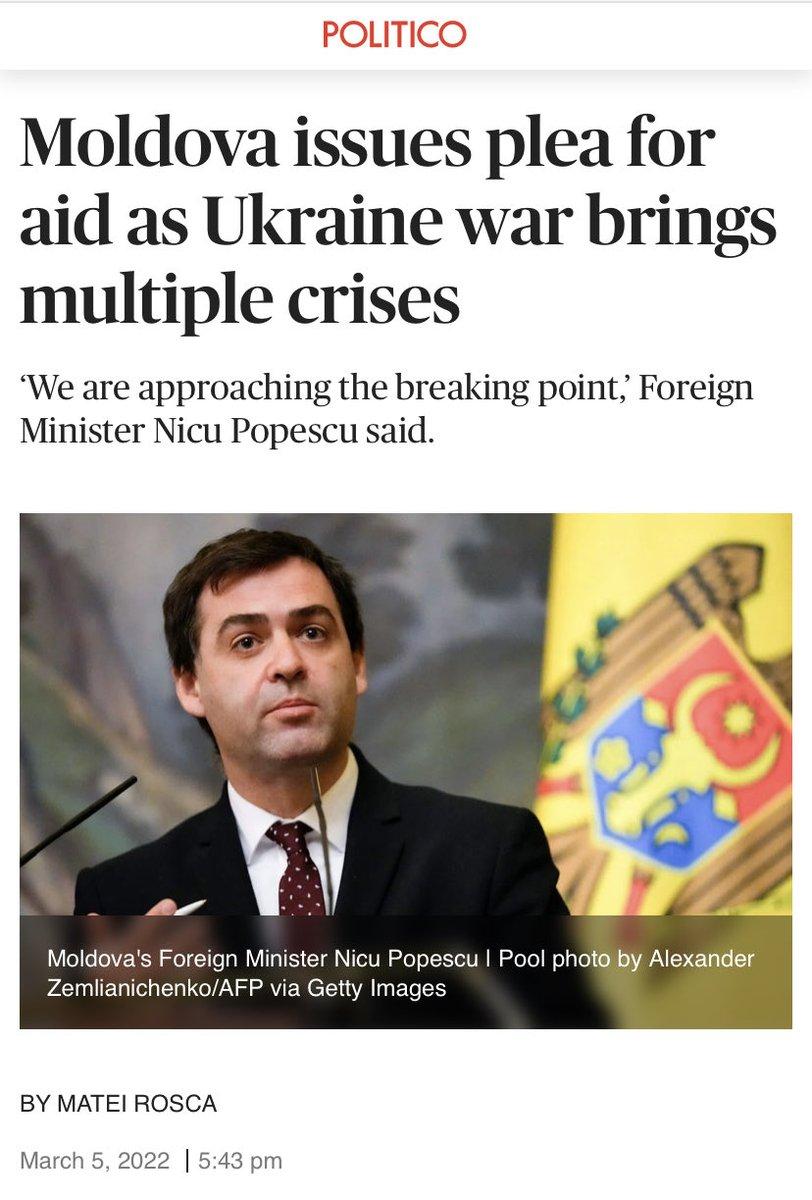 POLITICO
Moldova issues plea for
aid as Ukraine war brings
multiple crises
‘We are approaching the breaking point,’ Foreign
Minister Nicu Popescu said.
Moldova's Foreign Minister Nicu Popescu | Pool photo by Alexander
Zemlianichenko/AFP via Getty Images
BY MATEI ROSCA
March 5, 2022 | 5:43 pm